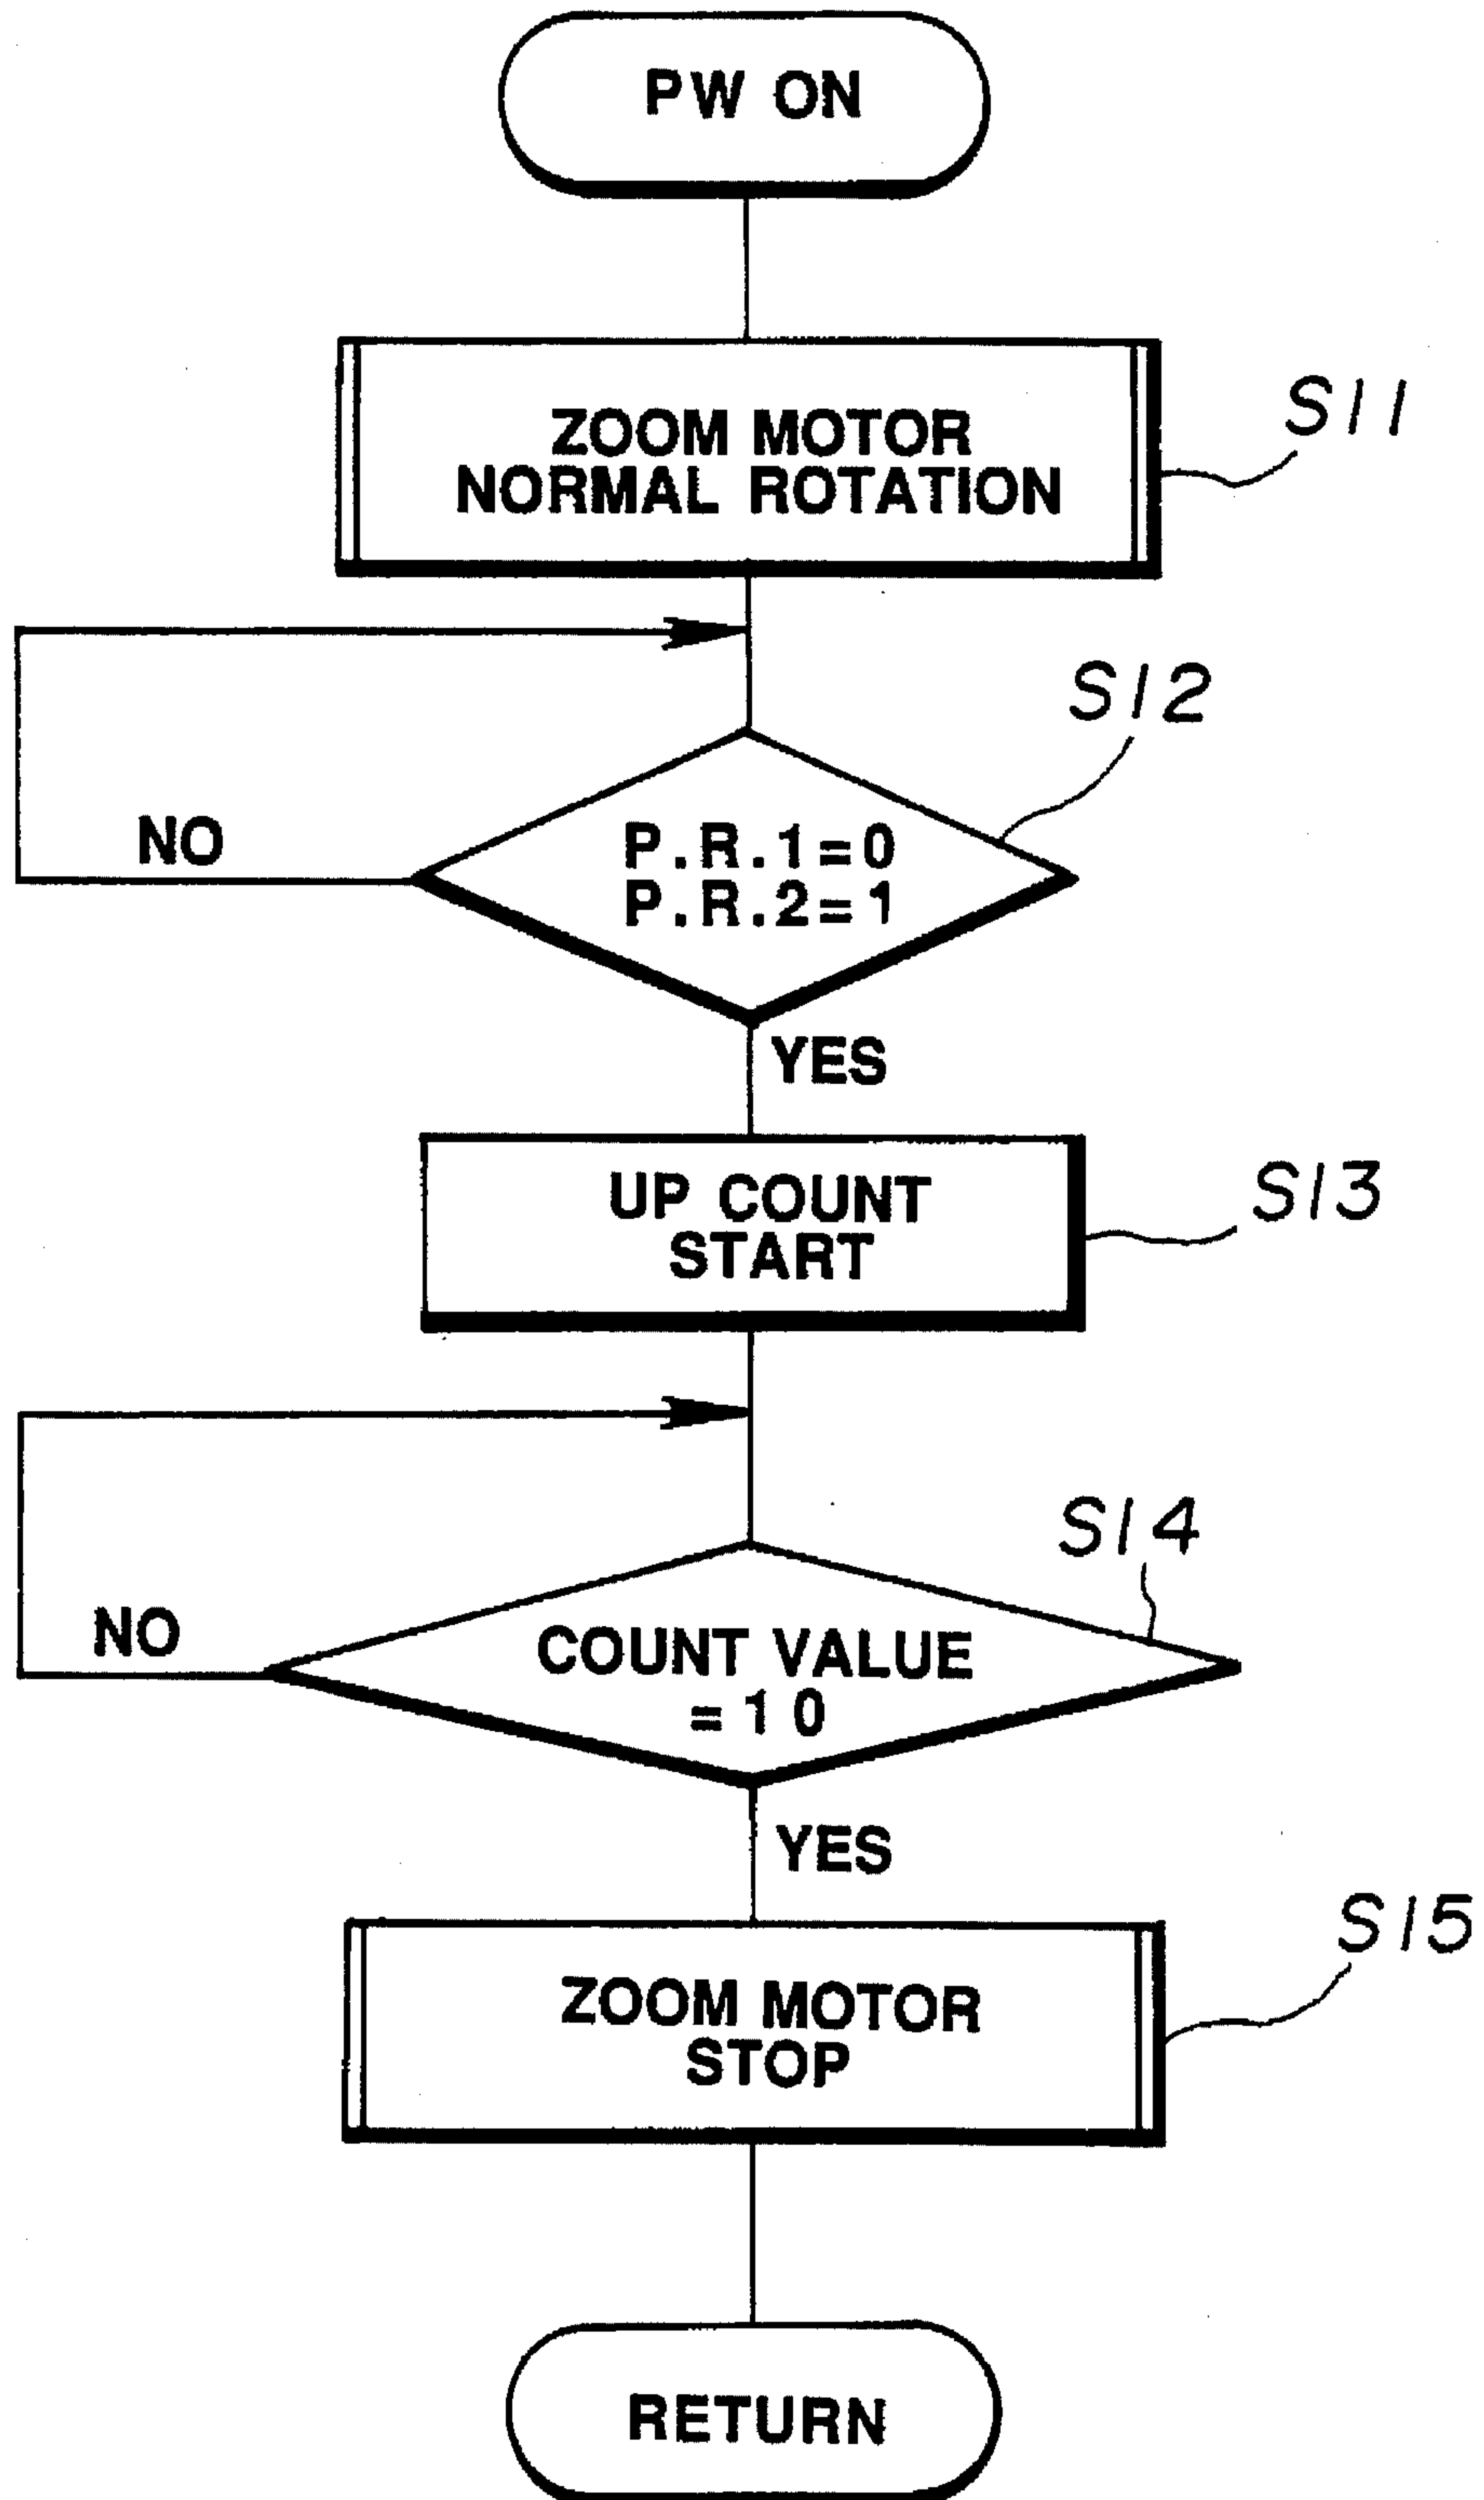 PW ON
ZOOM MOTOR
NORMAL ROTATION
S11
S12
NO
P.R.1=0
P.R.2=1
YES
UP COUNT
START
S13
S14
NO
COUNT VALUE
=10
YES
S15
ZOOM MOTOR
STOP
RETURN